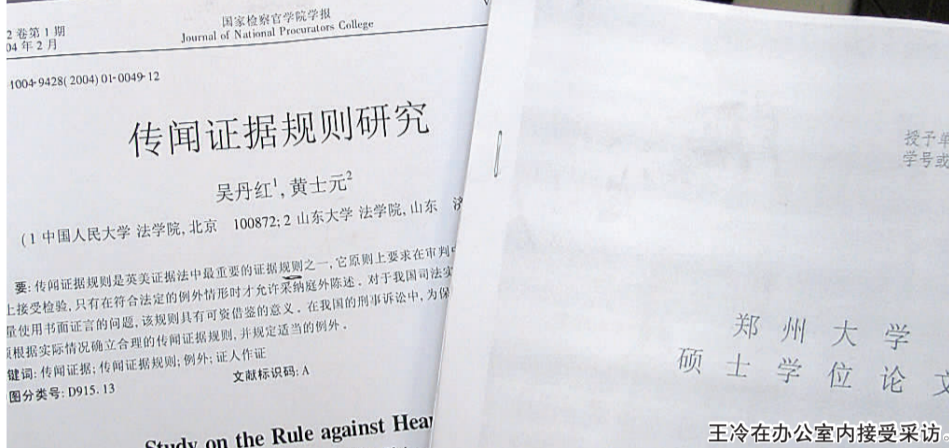 2 卷第 1 期
04 年 2 月
国家检察官学院学报
Journal of National Procurators College
1004-9428(2004)01-0049-12
传闻证据规则研究
吴丹红¹,黄士元²
(1 中国人民大学 法学院,北京 100872;2 山东大学 法学院,山东
要:传闻证据规则是英美证据法中最重要的证据规则之一,它原则上要求在审判
上接受检验,只有在符合法定的例外情形时才允许采纳庭外陈述.对于我国司法实
量使用书面证言的问题,该规则具有可资借鉴的意义.在我国的刑事诉讼中,为保
须根据实际情况确立合理的传闻证据规则,并规定适当的例外.
键词:传闻证据;传闻证据规则;例外;证人作证
图分类号:D915.13 文献标识码:A
Study on the Rule against Hear
授予单
学号或
郑州大学
硕士学位论文
王冷在办公室内接受采访